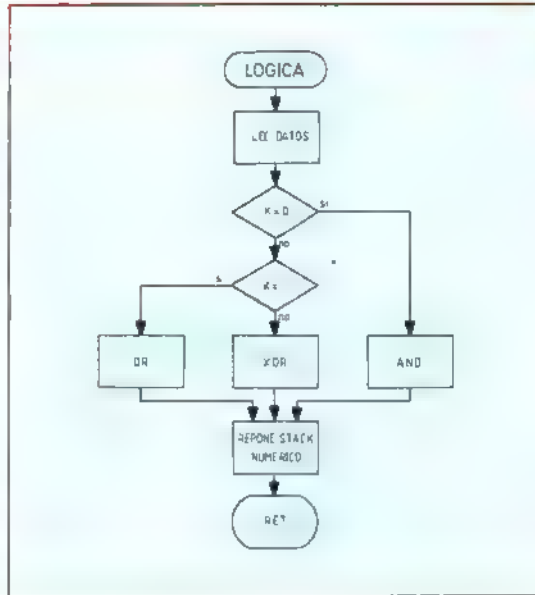 LOGICA
LEE DATOS
K=0
SI
no
K=
no
OR
XOR
AND
REPONE STACK
NUMERICO
RET